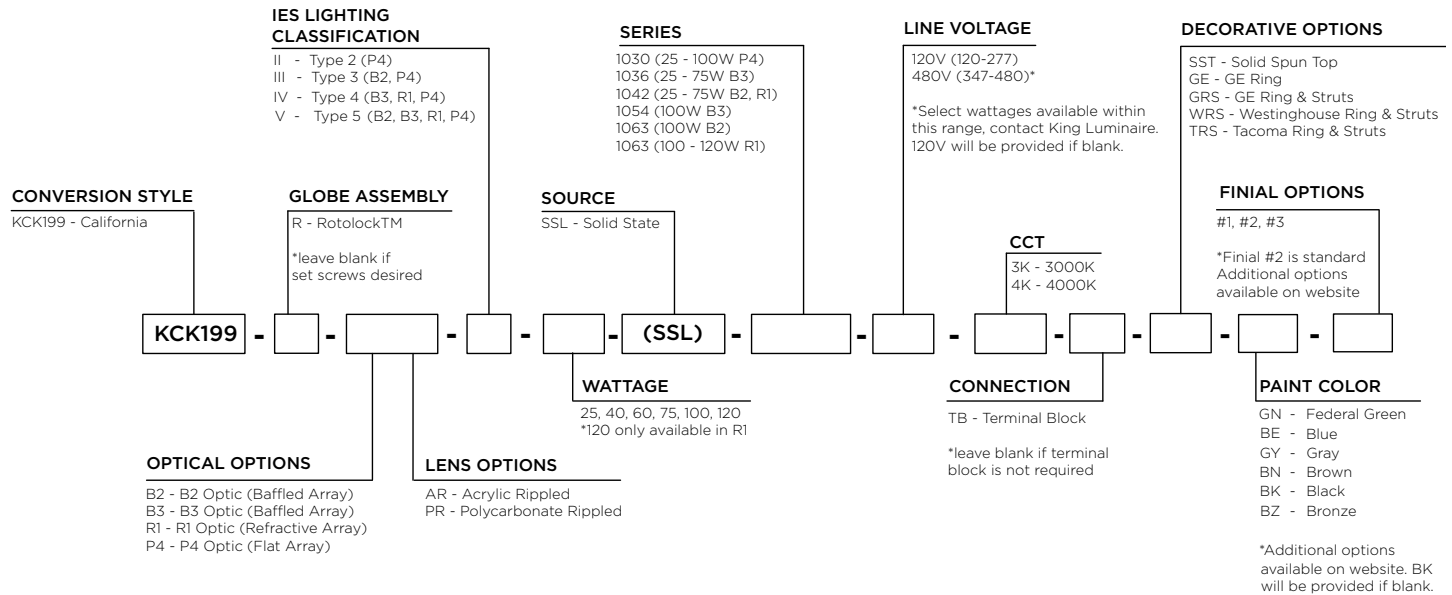 IES LIGHTING
CLASSIFICATION
II - Type 2 (P4)
III - Type 3 (B2, P4)
IV - Type 4 (B3, R1, P4)
V - Type 5 (B2, B3, R1, P4)
SERIES
1030 (25 - 100W P4)
1036 (25 - 75W B3)
1042 (25 - 75W B2, R1)
1054 (100W B3)
1063 (100W B2)
1063 (100 - 120W R1)
LINE VOLTAGE
120V (120-277)
480V (347-480)*
*Select wattages available within
this range, contact King Luminaire.
120V will be provided if blank.
DECORATIVE OPTIONS
SST - Solid Spun Top
GE - GE Ring
GRS - GE Ring & Struts
WRS - Westinghouse Ring & Struts
TRS - Tacoma Ring & Struts
CONVERSION STYLE
KCK199 - California
GLOBE ASSEMBLY
R - RotolockTM
*leave blank if
set screws desired
SOURCE
SSL - Solid State
CCT
3K - 3000K
4K - 4000K
FINIAL OPTIONS
#1, #2, #3
*Finial #2 is standard
Additional options
available on website
KCK199 - - - - - (SSL) - - - - - - -
WATTAGE
25, 40, 60, 75, 100, 120
*120 only available in R1
CONNECTION
TB - Terminal Block
*leave blank if terminal
block is not required
PAINT COLOR
GN - Federal Green
BE - Blue
GY - Gray
BN - Brown
BK - Black
BZ - Bronze
*Additional options
available on website. BK
will be provided if blank.
OPTICAL OPTIONS
B2 - B2 Optic (Baffled Array)
B3 - B3 Optic (Baffled Array)
R1 - R1 Optic (Refractive Array)
P4 - P4 Optic (Flat Array)
LENS OPTIONS
AR - Acrylic Rippled
PR - Polycarbonate Rippled